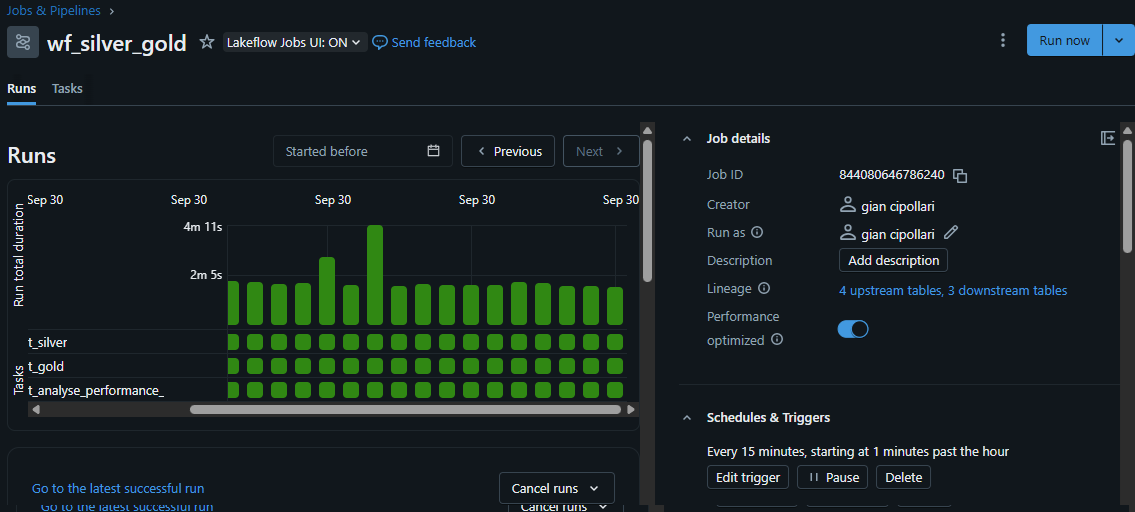 Jobs & Pipelines
wf_silver_gold Lakeflow Jobs UI: ON Send feedback Run now
Runs Tasks
Runs
Started before Previous Next
Sep 30 Sep 30 Sep 30 Sep 30 Sep 30
Run total duration
4m 11s
2m 5s
Tasks
t_silver
t_gold
t_analyse_performance_
Go to the latest successful run Cancel runs
Go to the latest successful run Cancel runs
Job details
Job ID 844080646786240
Creator gian cipollari
Run as gian cipollari
Description Add description
Lineage 4 upstream tables, 3 downstream tables
Performance
optimized
Schedules & Triggers
Every 15 minutes, starting at 1 minutes past the hour
Edit trigger Pause Delete